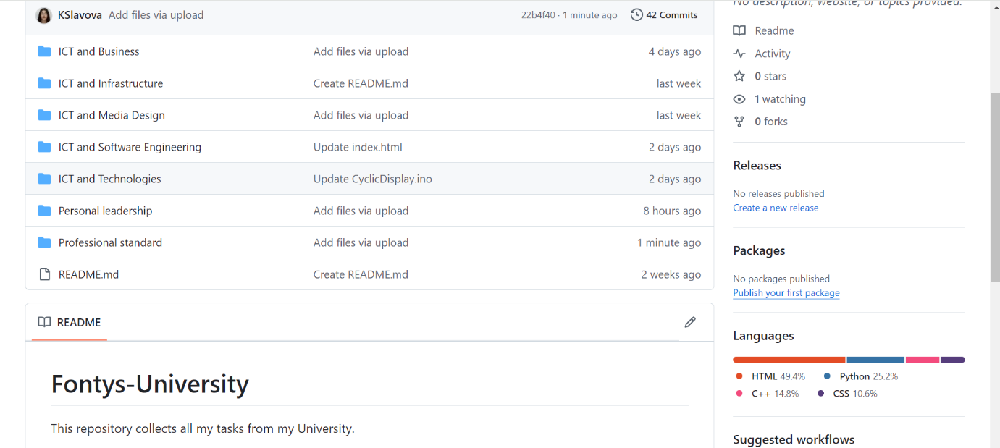 KSlavova Add files via upload 22b4f40 · 1 minute ago 42 Commits
ICT and Business Add files via upload 4 days ago
ICT and Infrastructure Create README.md last week
ICT and Media Design Add files via upload last week
ICT and Software Engineering Update index.html 2 days ago
ICT and Technologies Update CyclicDisplay.ino 2 days ago
Personal leadership Add files via upload 8 hours ago
Professional standard Add files via upload 1 minute ago
README.md Create README.md 2 weeks ago
README
Fontys-University
This repository collects all my tasks from my University.
No description, website, or topics provided.
Readme
Activity
0 stars
1 watching
0 forks
Releases
No releases published
Create a new release
Packages
No packages published
Publish your first package
Languages
HTML 49.4% Python 25.2%
C++ 14.8% CSS 10.6%
Suggested workflows